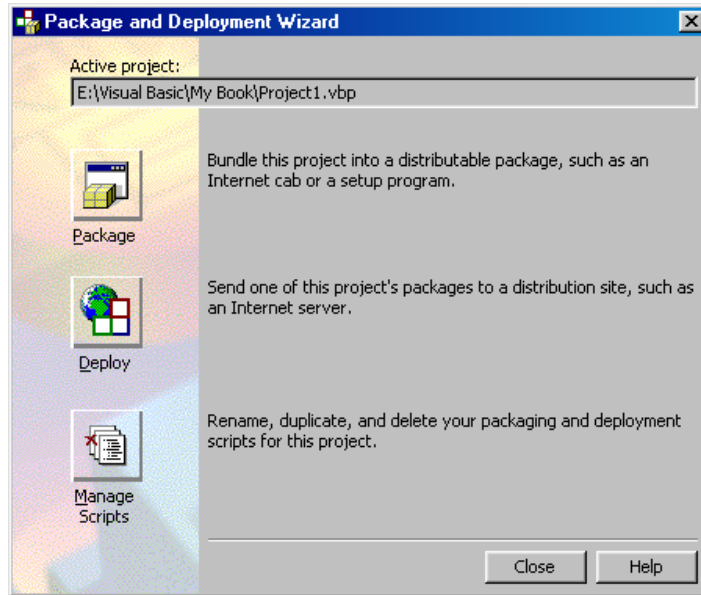 Package and Deployment Wizard
Active project:
E:\Visual Basic\My Book\Project1.vbp
Bundle this project into a distributable package, such as an
Internet cab or a setup program.
Package
Send one of this project's packages to a distribution site, such as
an Internet server.
Deploy
Rename, duplicate, and delete your packaging and deployment
scripts for this project.
Manage
Scripts
Close Help